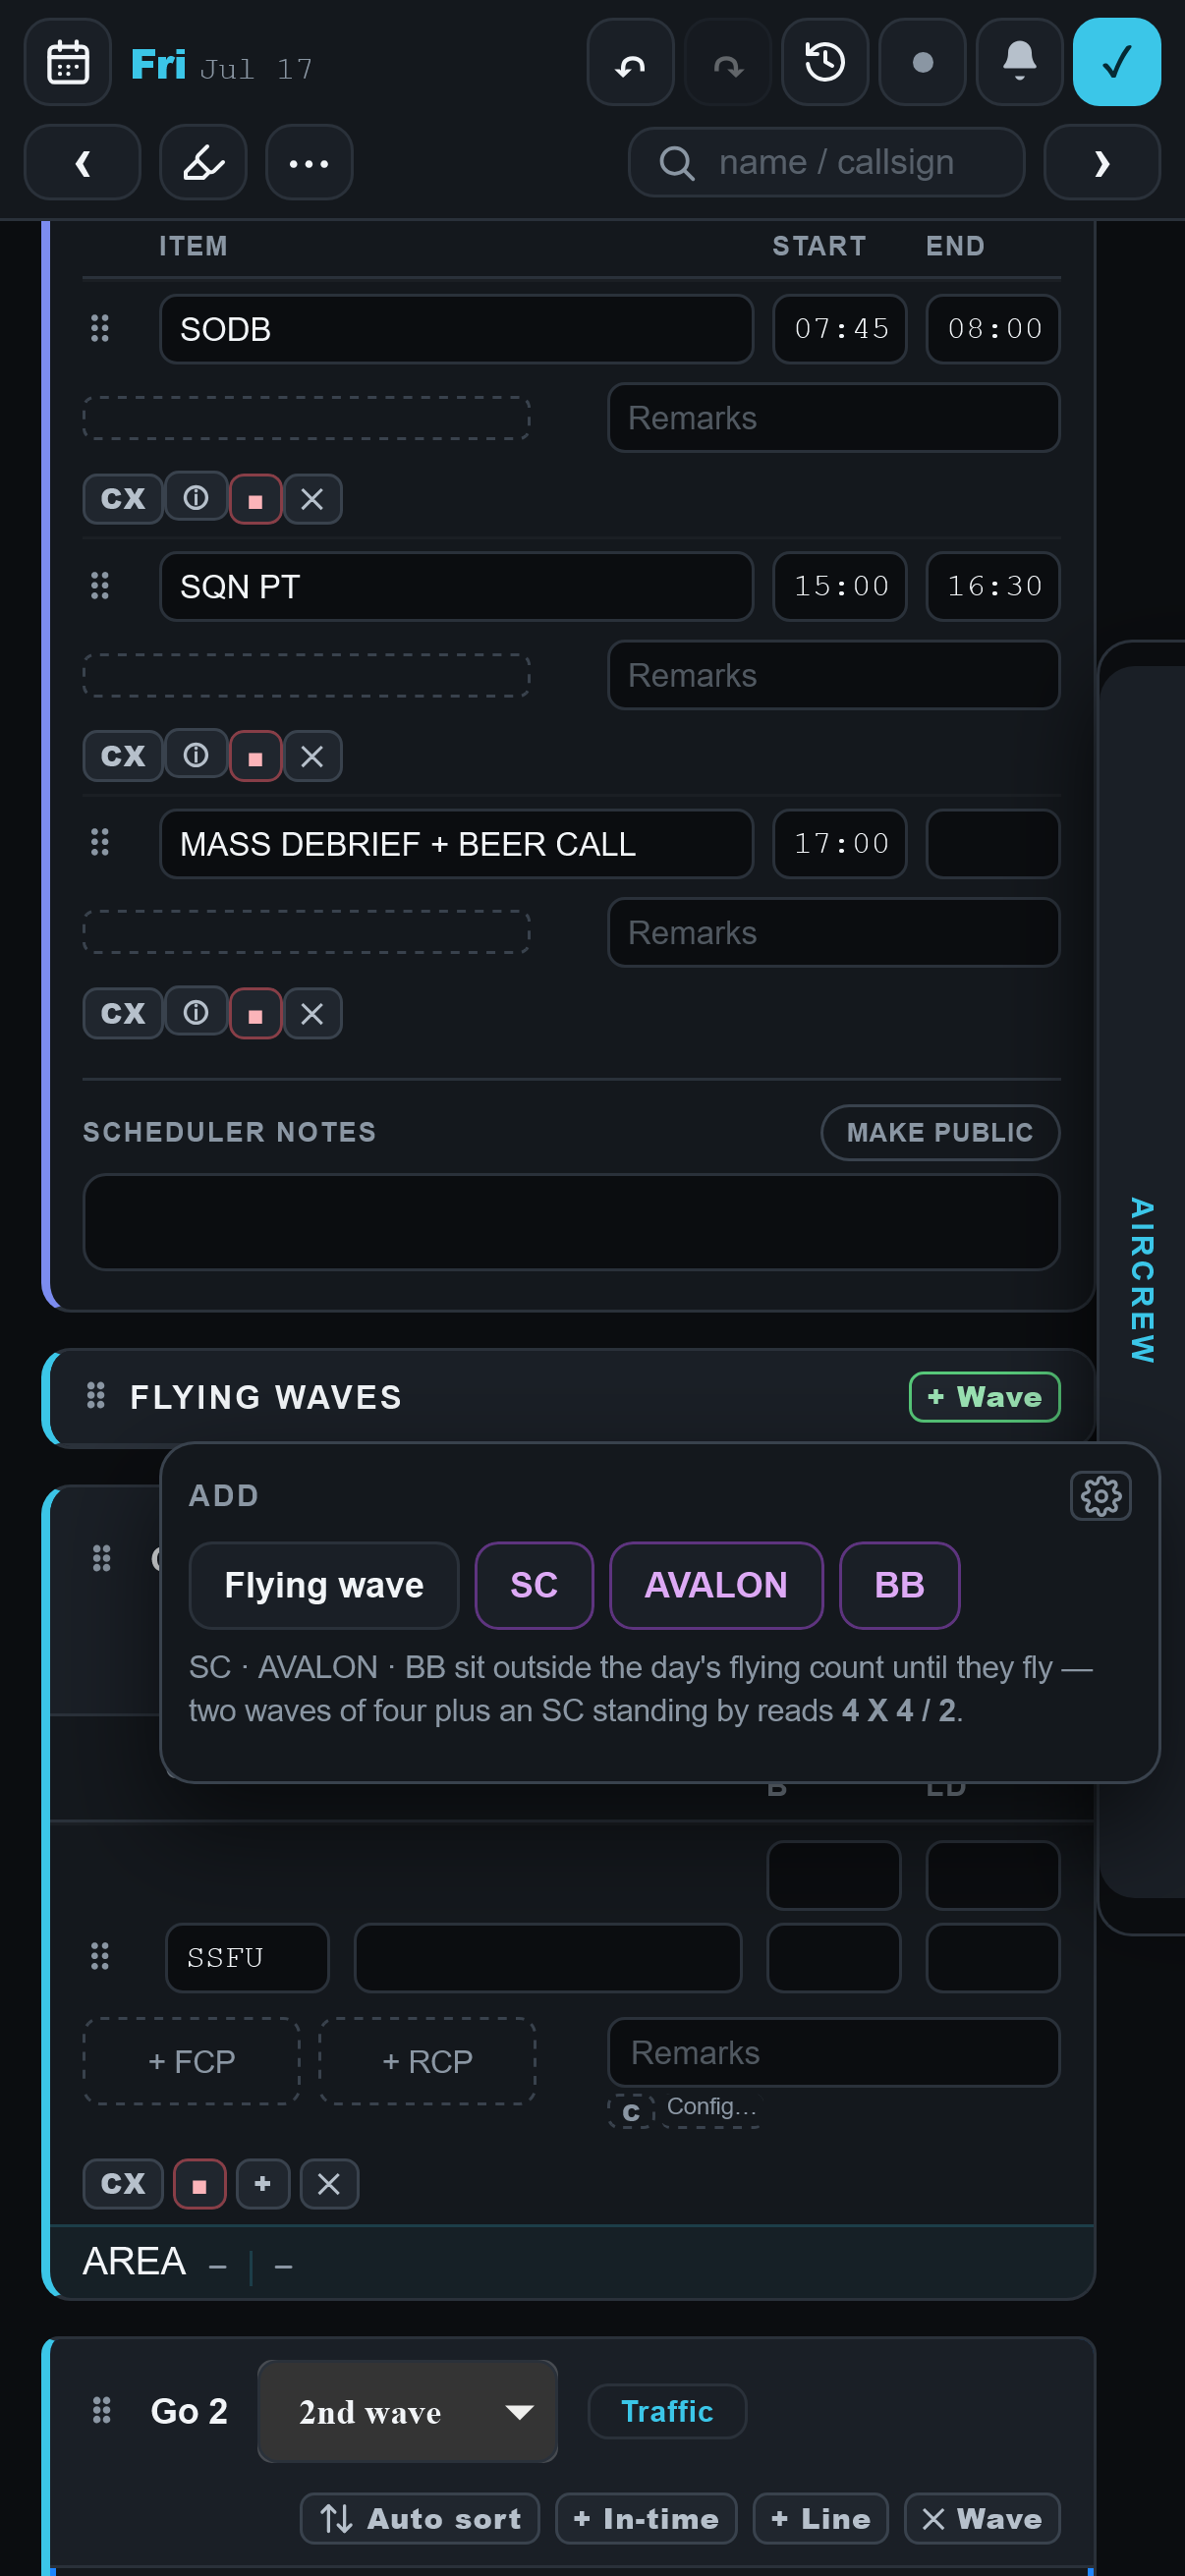 Fri Jul 17
name / callsign
ITEM START END
SODB 07:45 08:00
Remarks
CX
SQN PT 15:00 16:30
Remarks
CX
MASS DEBRIEF + BEER CALL 17:00
Remarks
CX
SCHEDULER NOTES MAKE PUBLIC
AIRCREW
FLYING WAVES + Wave
ADD
Flying wave SC AVALON BB
SC · AVALON · BB sit outside the day's flying count until they fly —
two waves of four plus an SC standing by reads 4 X 4 / 2.
B LD
SSFU
+ FCP + RCP Remarks
C Config...
CX +
AREA – | –
Go 2 2nd wave Traffic
Auto sort + In-time + Line × Wave